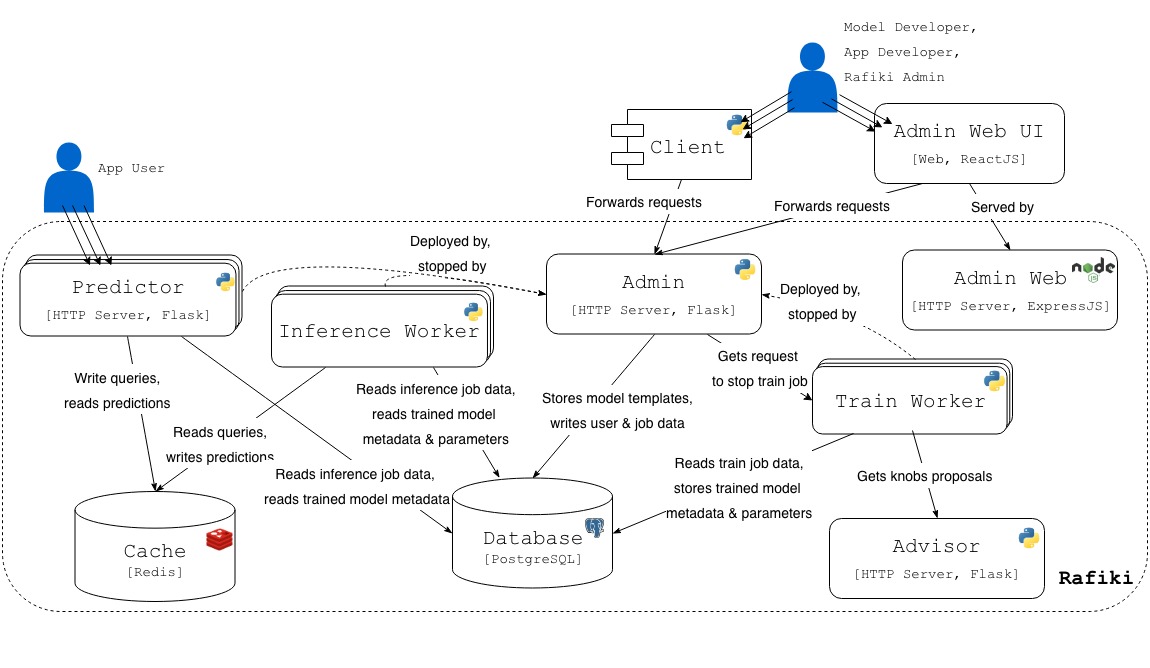 Model Developer,
App Developer,
Rafiki Admin
Client
Admin Web UI
[Web, ReactJS]
App User
Forwards requests
Forwards requests
Served by
Deployed by,
stopped by
Predictor
[HTTP Server, Flask]
Inference Worker
Admin
[HTTP Server, Flask]
Deployed by,
stopped by
Admin Web
node
JS
[HTTP Server, ExpressJS]
Write queries,
reads predictions
Reads queries,
writes predictions
Reads inference job data,
reads trained model
metadata & parameters
Reads inference job data,
reads trained model metadata
Stores model templates,
writes user & job data
Gets request
to stop train job
Train Worker
Reads train job data,
stores trained model
metadata & parameters
Gets knobs proposals
Cache
[Redis]
Database
[PostgreSQL]
Advisor
[HTTP Server, Flask]
Rafiki